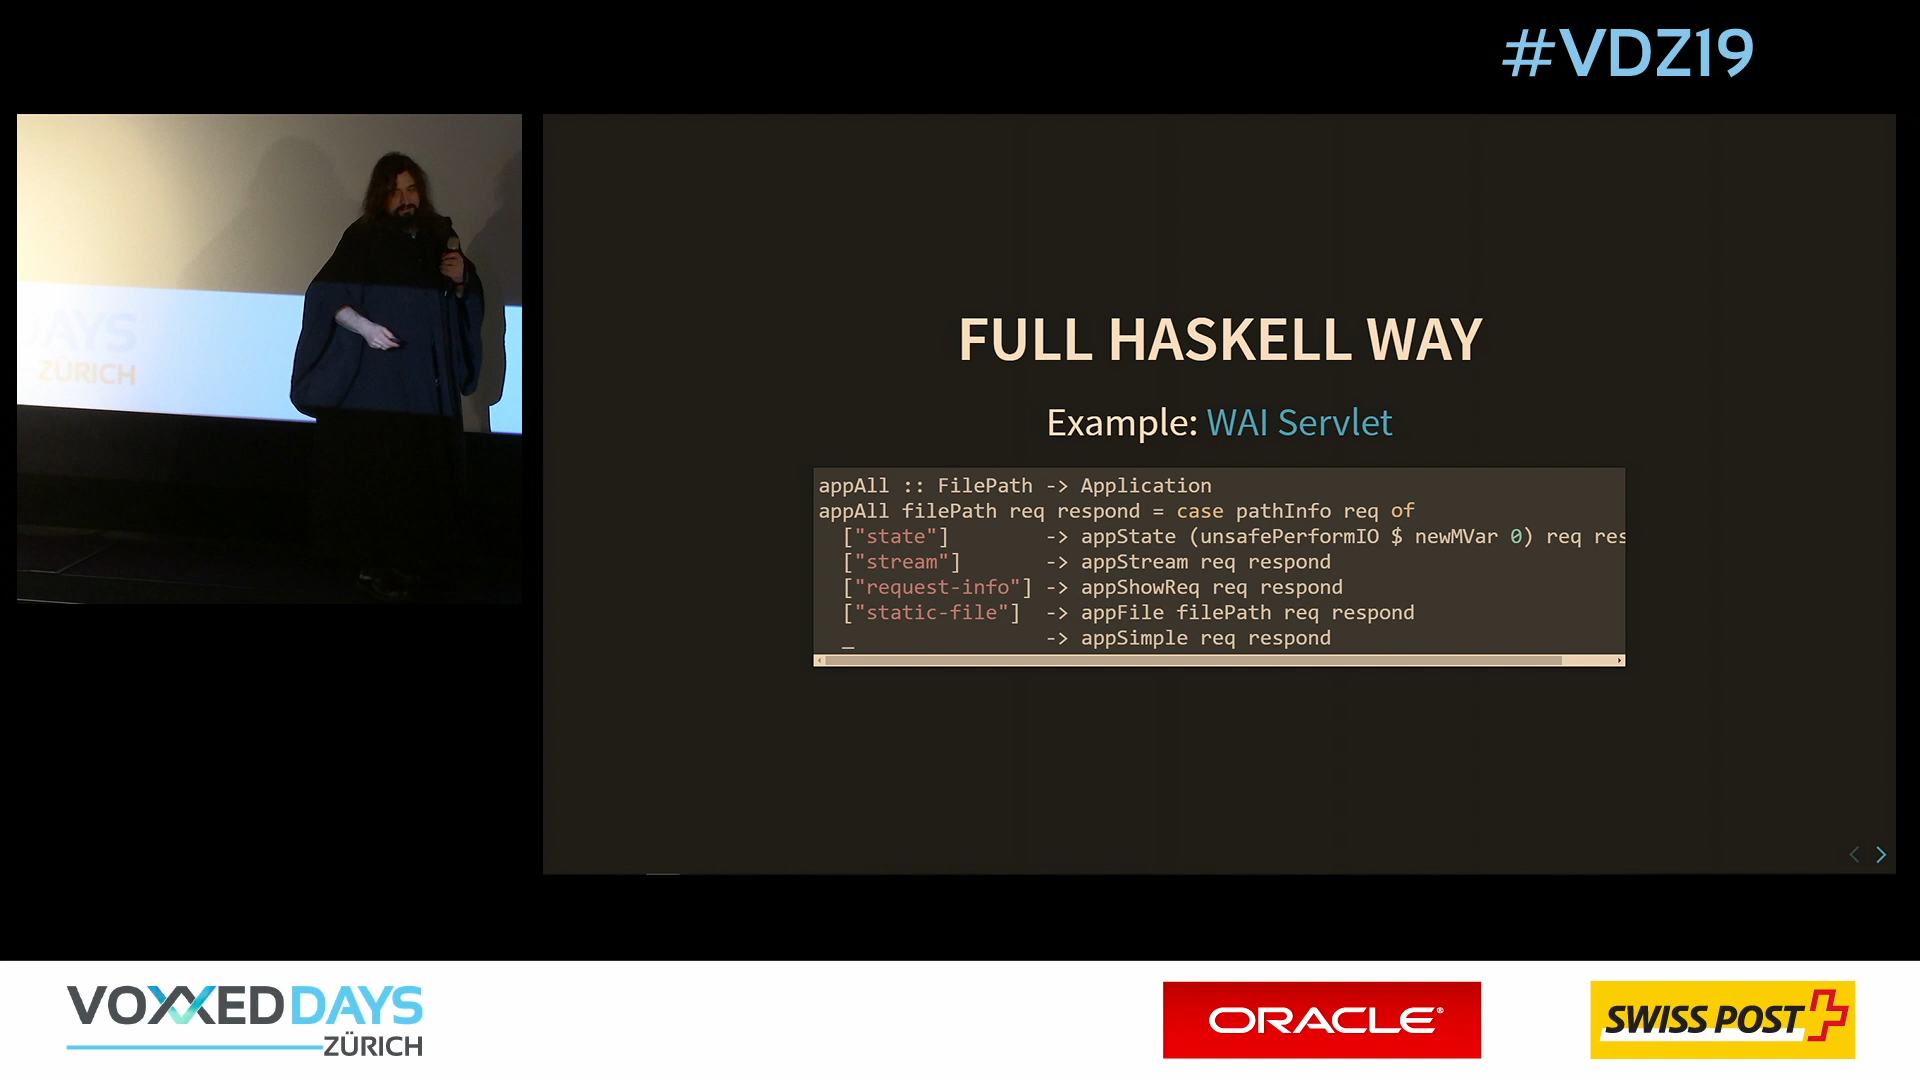 #VDZ19
DAYS
ZÜRICH
FULL HASKELL WAY
Example: WAI Servlet
appAll :: FilePath -> Application
appAll filePath req respond = case pathInfo req of
["state"] -> appState (unsafePerformIO $ newMVar 0) req res
["stream"] -> appStream req respond
["request-info"] -> appShowReq req respond
["static-file"] -> appFile filePath req respond
_ -> appSimple req respond
VOXXED DAYS
ZÜRICH
ORACLE®
SWISS POST